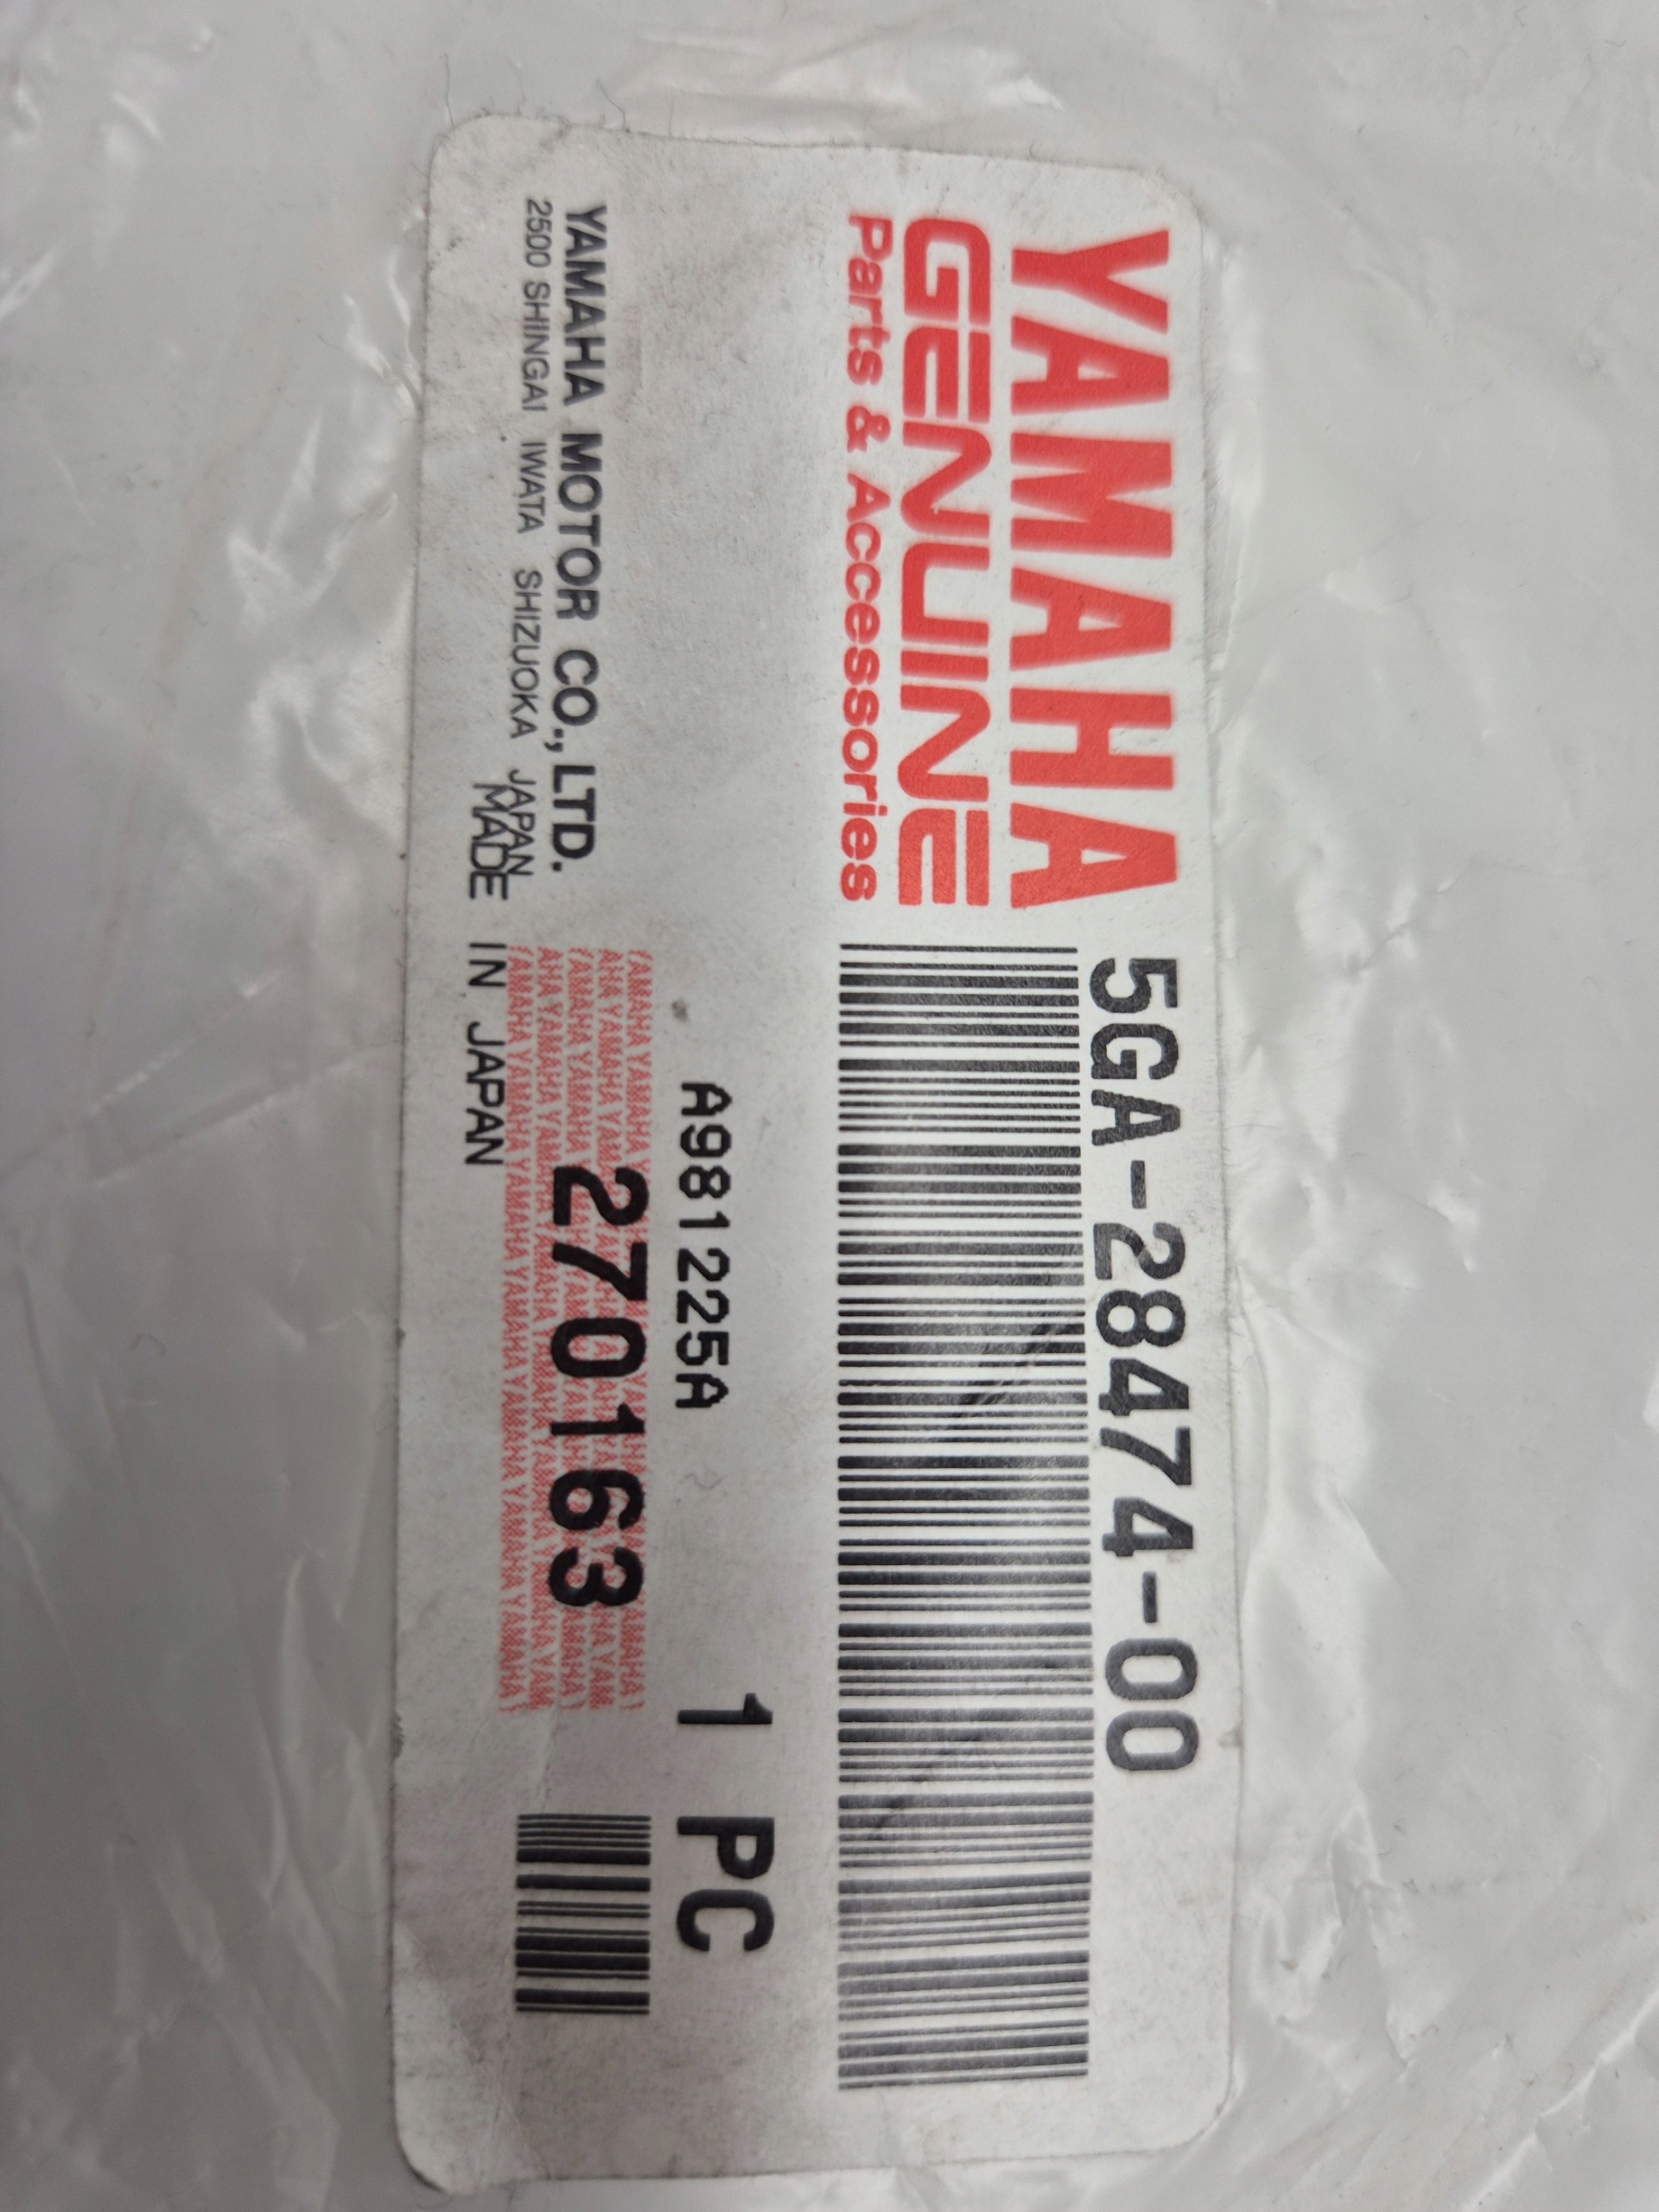 YAMAHA
GENUINE
Parts & Accessories
5GA-28474-00
A981225A
1 PC
270163
YAMAHA MOTOR CO., LTD.
2500 SHINGAI IWATA SHIZUOKA JAPAN
MADE IN JAPAN